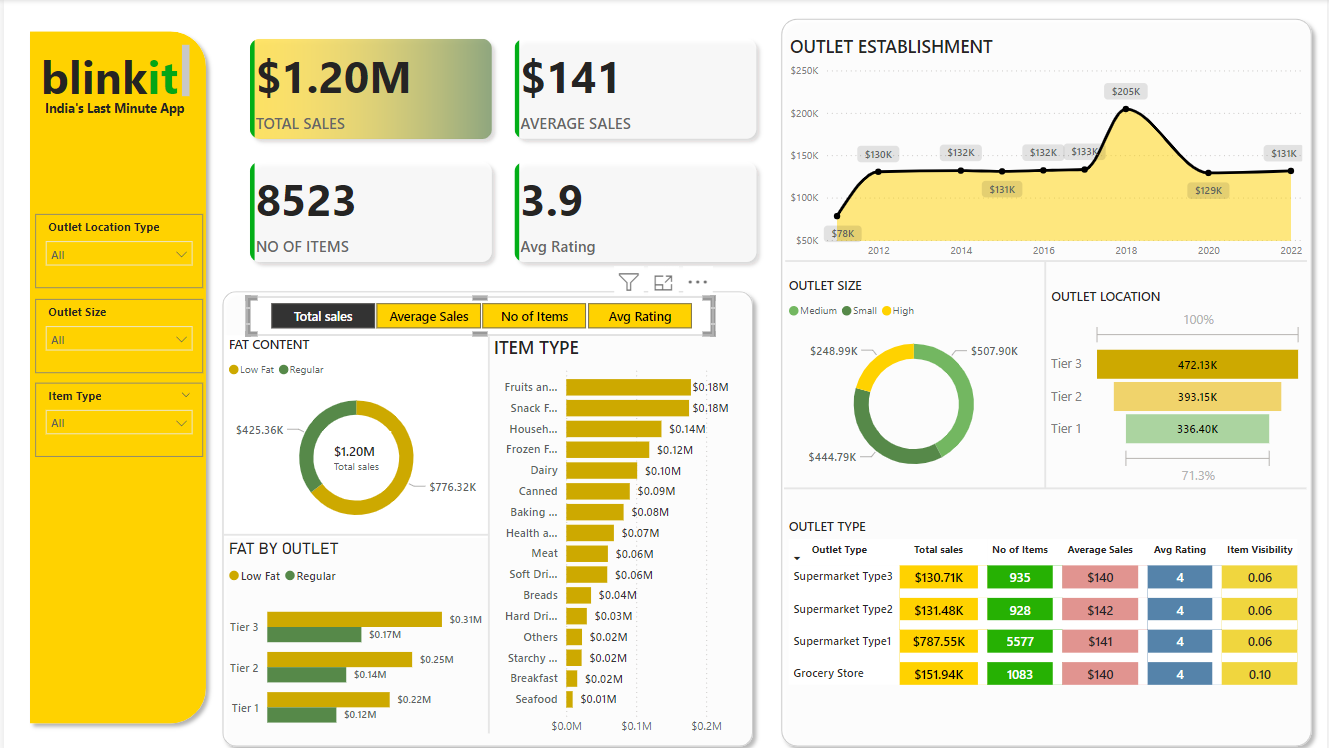 blinkit
India's Last Minute App
Outlet Location Type
All
Outlet Size
All
Item Type
All
$1.20M
TOTAL SALES
$141
AVERAGE SALES
8523
NO OF ITEMS
3.9
Avg Rating
Total sales Average Sales No of Items Avg Rating
FAT CONTENT
Low Fat Regular
$425.36K
$1.20M
Total sales
$776.32K
FAT BY OUTLET
Low Fat Regular
Tier 3 $0.31M
$0.17M
Tier 2 $0.25M
$0.14M
Tier 1 $0.22M
$0.12M
ITEM TYPE
Fruits an... $0.18M
Snack F... $0.18M
Househ... $0.14M
Frozen F... $0.12M
Dairy $0.10M
Canned $0.09M
Baking ... $0.08M
Health a... $0.07M
Meat $0.06M
Soft Dri... $0.06M
Breads $0.04M
Hard Dri... $0.03M
Others $0.02M
Starchy ... $0.02M
Breakfast $0.02M
Seafood $0.01M
$0.0M $0.1M $0.2M
OUTLET ESTABLISHMENT
$250K
$200K
$150K
$100K
$50K
$78K $130K $132K $131K $132K $133K $205K $129K $131K
2012 2014 2016 2018 2020 2022
OUTLET SIZE
Medium Small High
$248.99K
$507.90K
$444.79K
OUTLET LOCATION
100%
Tier 3 472.13K
Tier 2 393.15K
Tier 1 336.40K
71.3%
OUTLET TYPE
Outlet Type Total sales No of Items Average Sales Avg Rating Item Visibility
Supermarket Type3 $130.71K 935 $140 4 0.06
Supermarket Type2 $131.48K 928 $142 4 0.06
Supermarket Type1 $787.55K 5577 $141 4 0.06
Grocery Store $151.94K 1083 $140 4 0.10